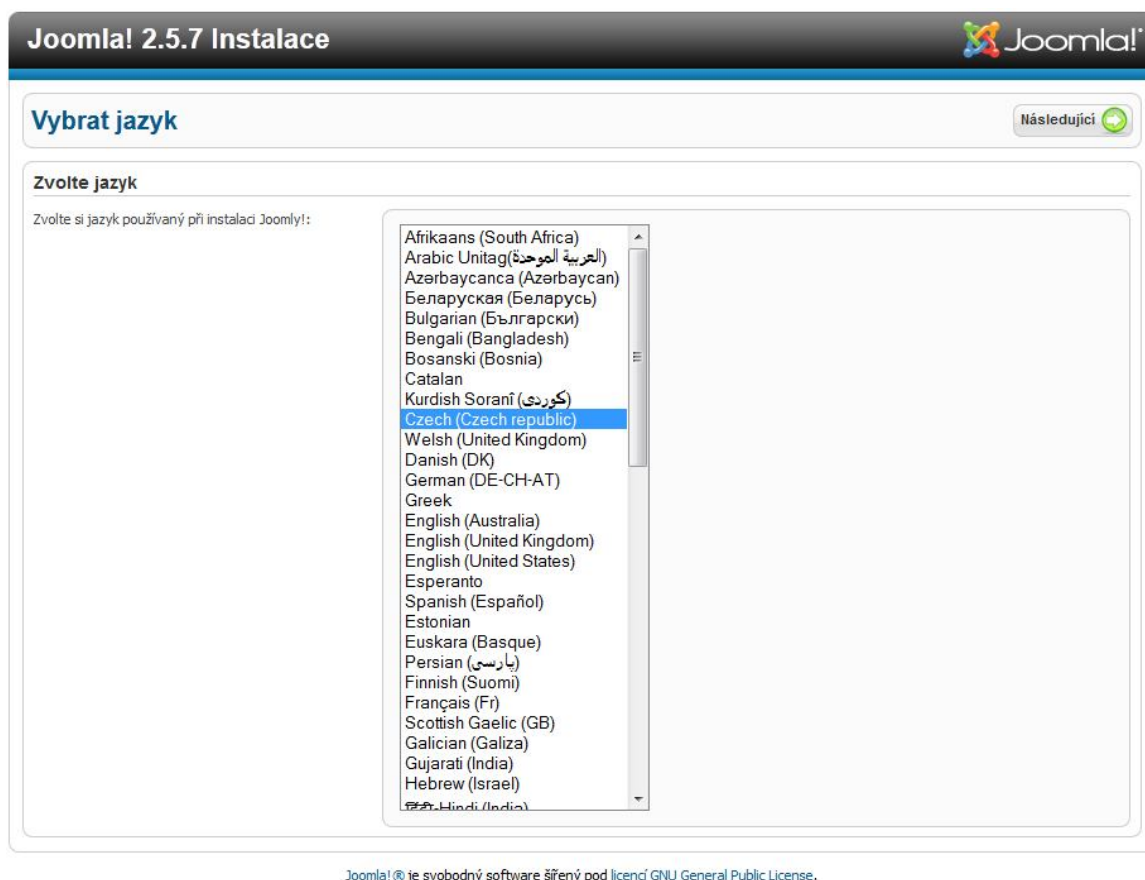 Joomla! 2.5.7 Instalace
Joomla!
Vybrat jazyk
Následující
Zvolte jazyk
Zvolte si jazyk používaný při instalaci Joomly!:
Afrikaans (South Africa)
Arabic Unitag(العربية الموحدة)
Azərbaycanca (Azərbaycan)
Беларуская (Беларусь)
Bulgarian (Български)
Bengali (Bangladesh)
Bosanski (Bosnia)
Catalan
Kurdish Soranî (كوردى)
Czech (Czech republic)
Welsh (United Kingdom)
Danish (DK)
German (DE-CH-AT)
Greek
English (Australia)
English (United Kingdom)
English (United States)
Esperanto
Spanish (Español)
Estonian
Euskara (Basque)
Persian (پارسی)
Finnish (Suomi)
Français (Fr)
Scottish Gaelic (GB)
Galician (Galiza)
Gujarati (India)
Hebrew (Israel)
हिंदी-Hindi (India)
Joomla!® je svobodný software šířený pod licencí GNU General Public License.